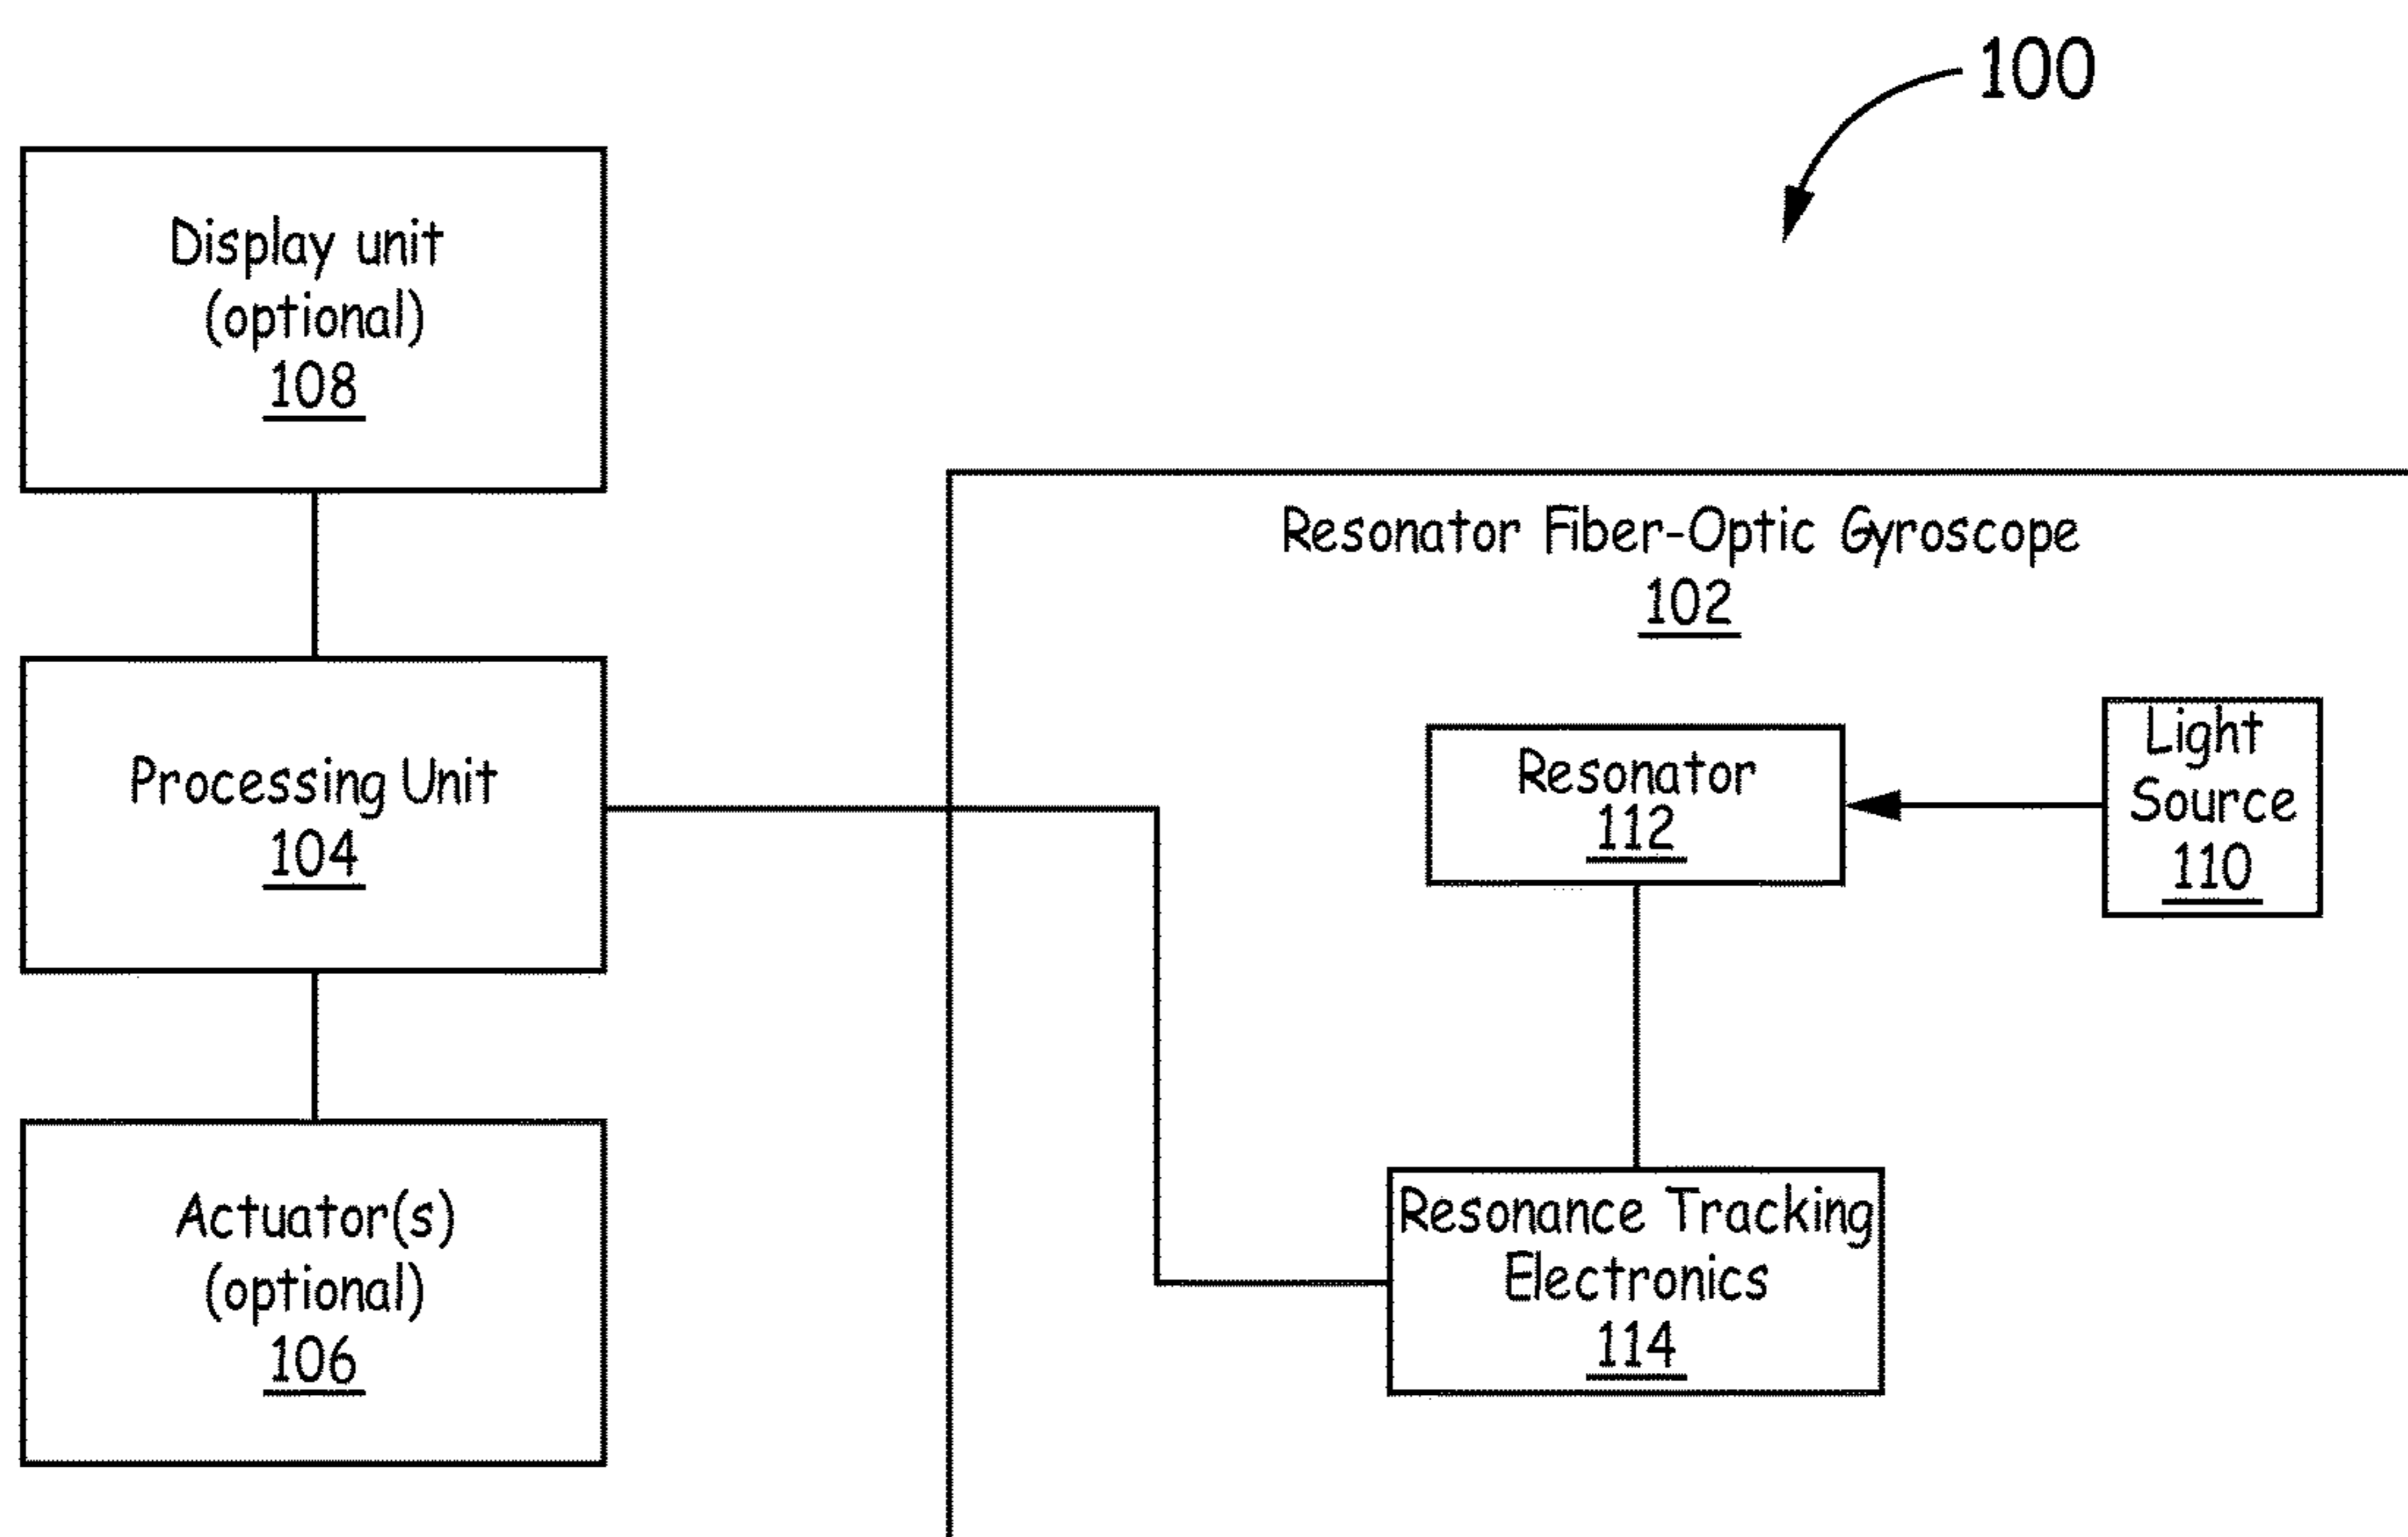 100
Display unit
(optional)
108
Resonator Fiber-Optic Gyroscope
102
Processing Unit
104
Resonator
112
Light
Source
110
Actuator(s)
(optional)
106
Resonance Tracking
Electronics
114